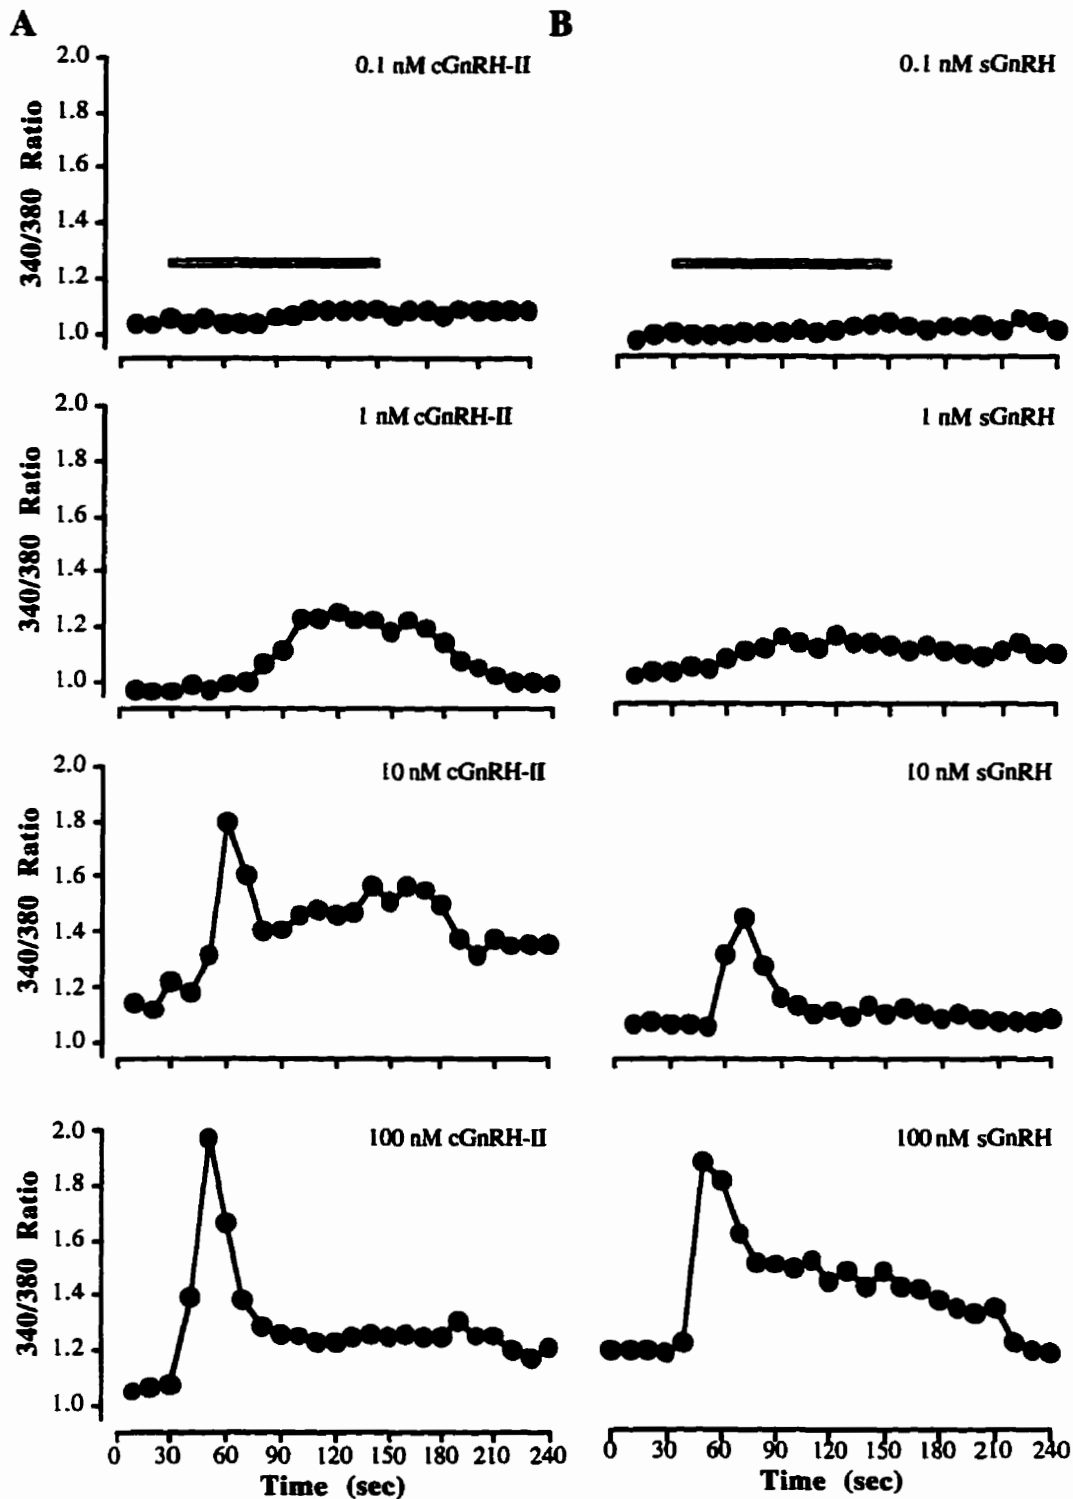 A
B
0.1 nM cGnRH-II
0.1 nM sGnRH
340/380 Ratio
2.0
1.8
1.6
1.4
1.2
1.0
1 nM cGnRH-II
1 nM sGnRH
340/380 Ratio
2.0
1.8
1.6
1.4
1.2
1.0
10 nM cGnRH-II
10 nM sGnRH
340/380 Ratio
2.0
1.8
1.6
1.4
1.2
1.0
100 nM cGnRH-II
100 nM sGnRH
340/380 Ratio
2.0
1.8
1.6
1.4
1.2
1.0
0 30 60 90 120 150 180 210 240
Time (sec)
0 30 60 90 120 150 180 210 240
Time (sec)